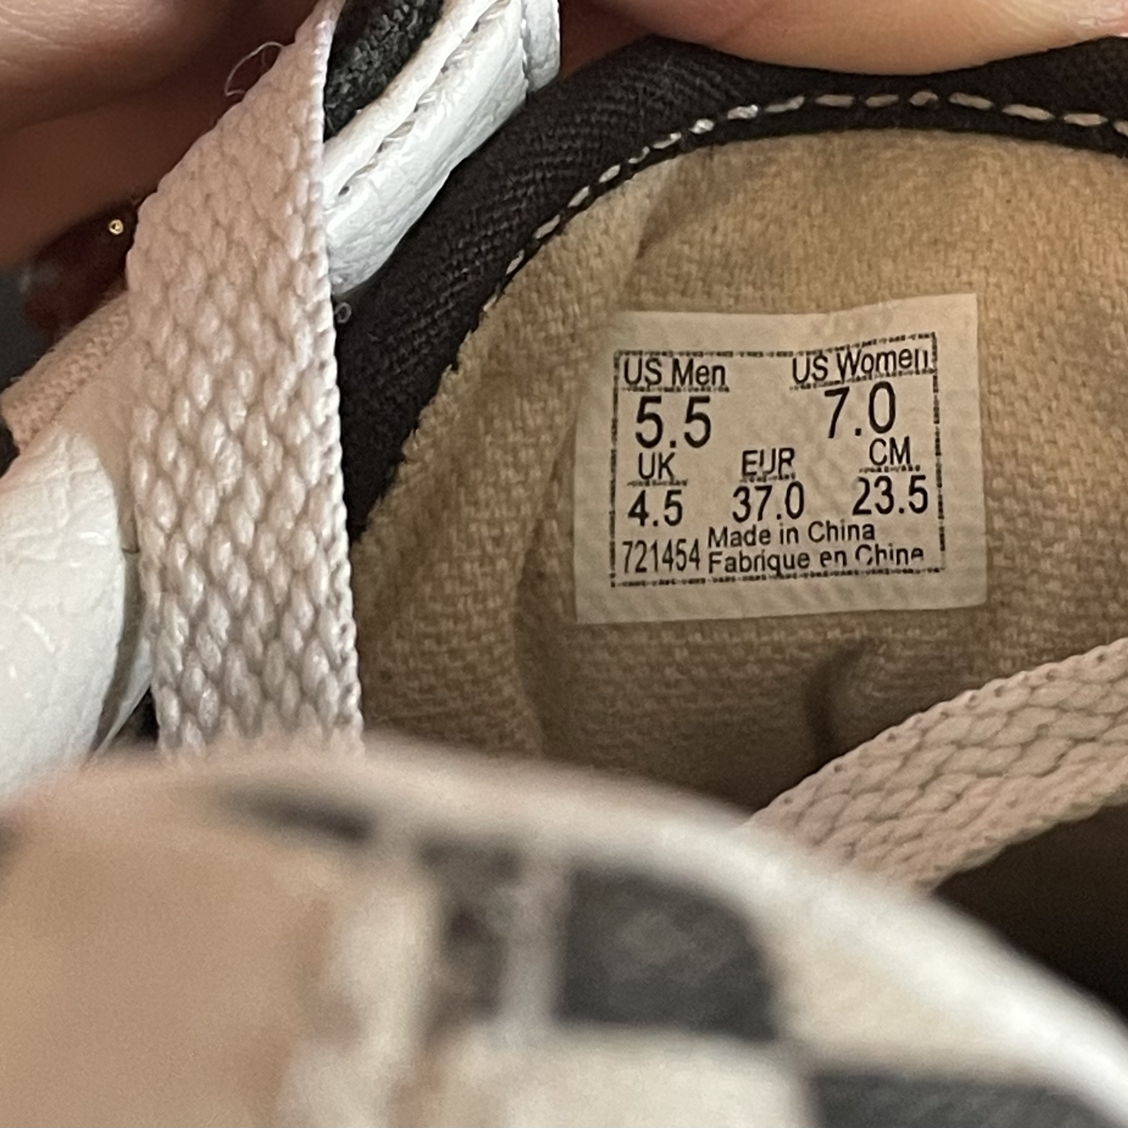 US Men US Women
5.5 7.0
UK EUR CM
4.5 37.0 23.5
721454 Made in China
Fabrique en Chine